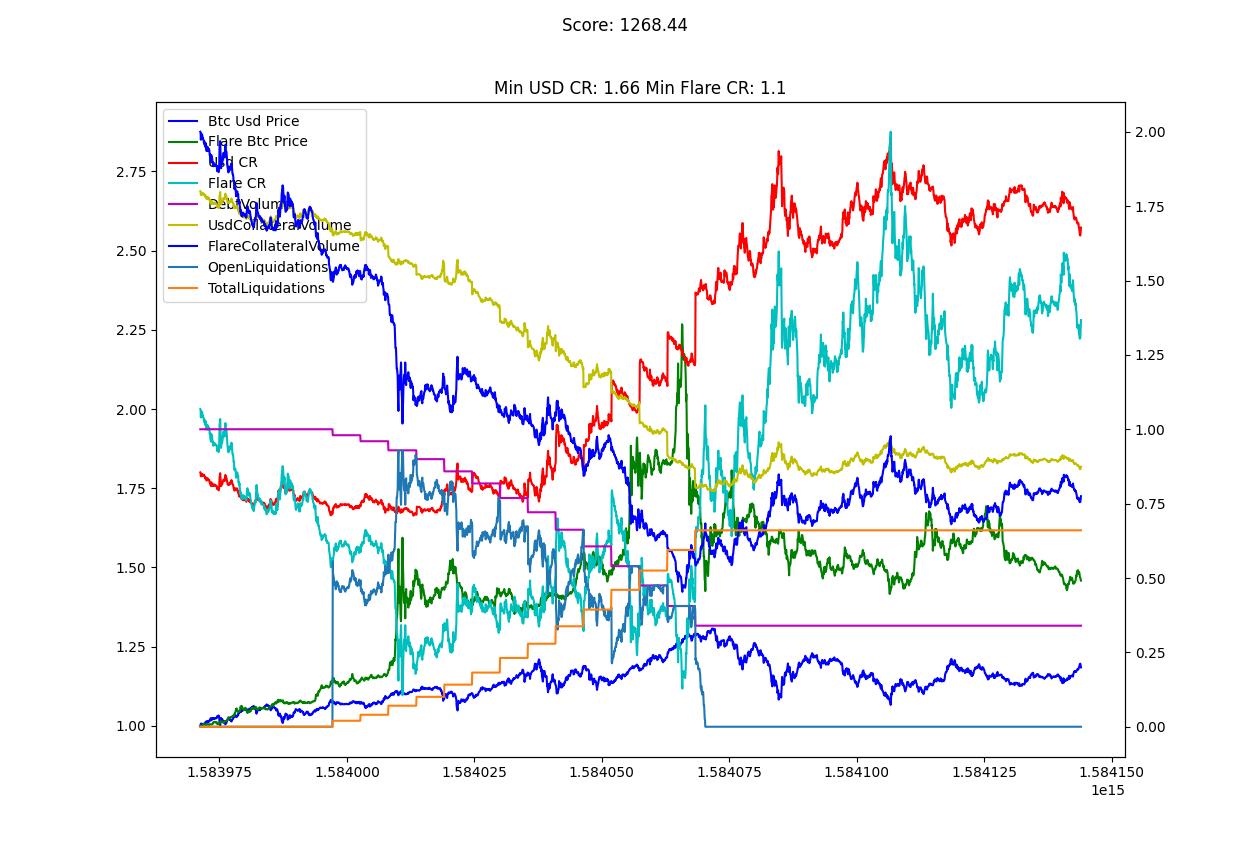 Score: 1268.44
Min USD CR: 1.66 Min Flare CR: 1.1
Btc Usd Price
Flare Btc Price
Usd CR
Flare CR
DebtVolume
UsdCollateralVolume
FlareCollateralVolume
OpenLiquidations
TotalLiquidations
2.75
2.50
2.25
2.00
1.75
1.50
1.25
1.00
2.00
1.75
1.50
1.25
1.00
0.75
0.50
0.25
0.00
1.583975 1.584000 1.584025 1.584050 1.584075 1.584100 1.584125 1.584150
1e15